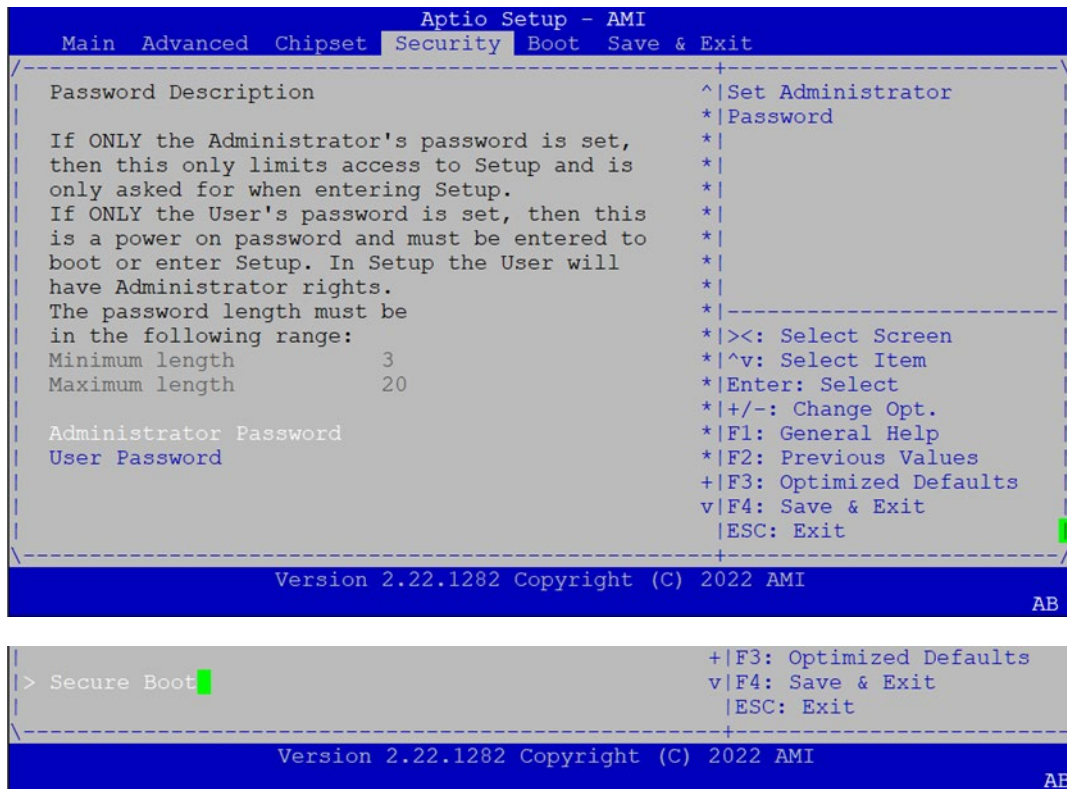 Aptio Setup - AMI
Main Advanced Chipset Security Boot Save & Exit
/------------------------------------------------------+--------------------------\
| Password Description ^|Set Administrator |
| *|Password |
| If ONLY the Administrator's password is set, *| |
| then this only limits access to Setup and is *| |
| only asked for when entering Setup. *| |
| If ONLY the User's password is set, then this *| |
| is a power on password and must be entered to *| |
| boot or enter Setup. In Setup the User will *| |
| have Administrator rights. *| |
| The password length must be *|--------------------------|
| in the following range: *|><: Select Screen |
| Minimum length 3 *|^v: Select Item |
| Maximum length 20 *|Enter: Select |
| *|+/-: Change Opt. |
| Administrator Password *|F1: General Help |
| User Password *|F2: Previous Values |
| +|F3: Optimized Defaults |
| v|F4: Save & Exit |
| |ESC: Exit
\------------------------------------------------------+--------------------------/
Version 2.22.1282 Copyright (C) 2022 AMI
AB
| +|F3: Optimized Defaults
|> Secure Boot v|F4: Save & Exit
| |ESC: Exit
\------------------------------------------------------+--------------------------
Version 2.22.1282 Copyright (C) 2022 AMI
AB